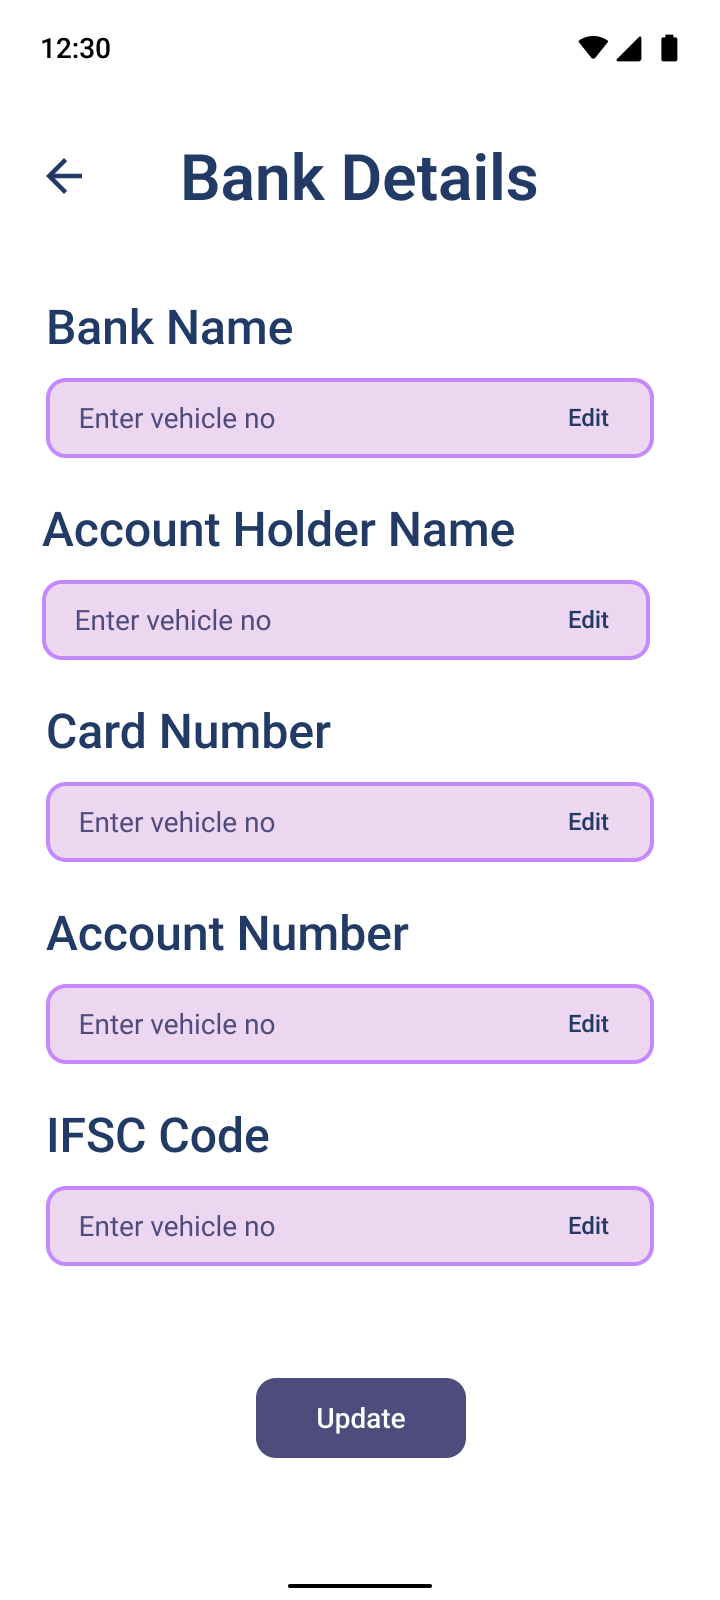 12:30
Bank Details
Bank Name
Enter vehicle no Edit
Account Holder Name
Enter vehicle no Edit
Card Number
Enter vehicle no Edit
Account Number
Enter vehicle no Edit
IFSC Code
Enter vehicle no Edit
Update